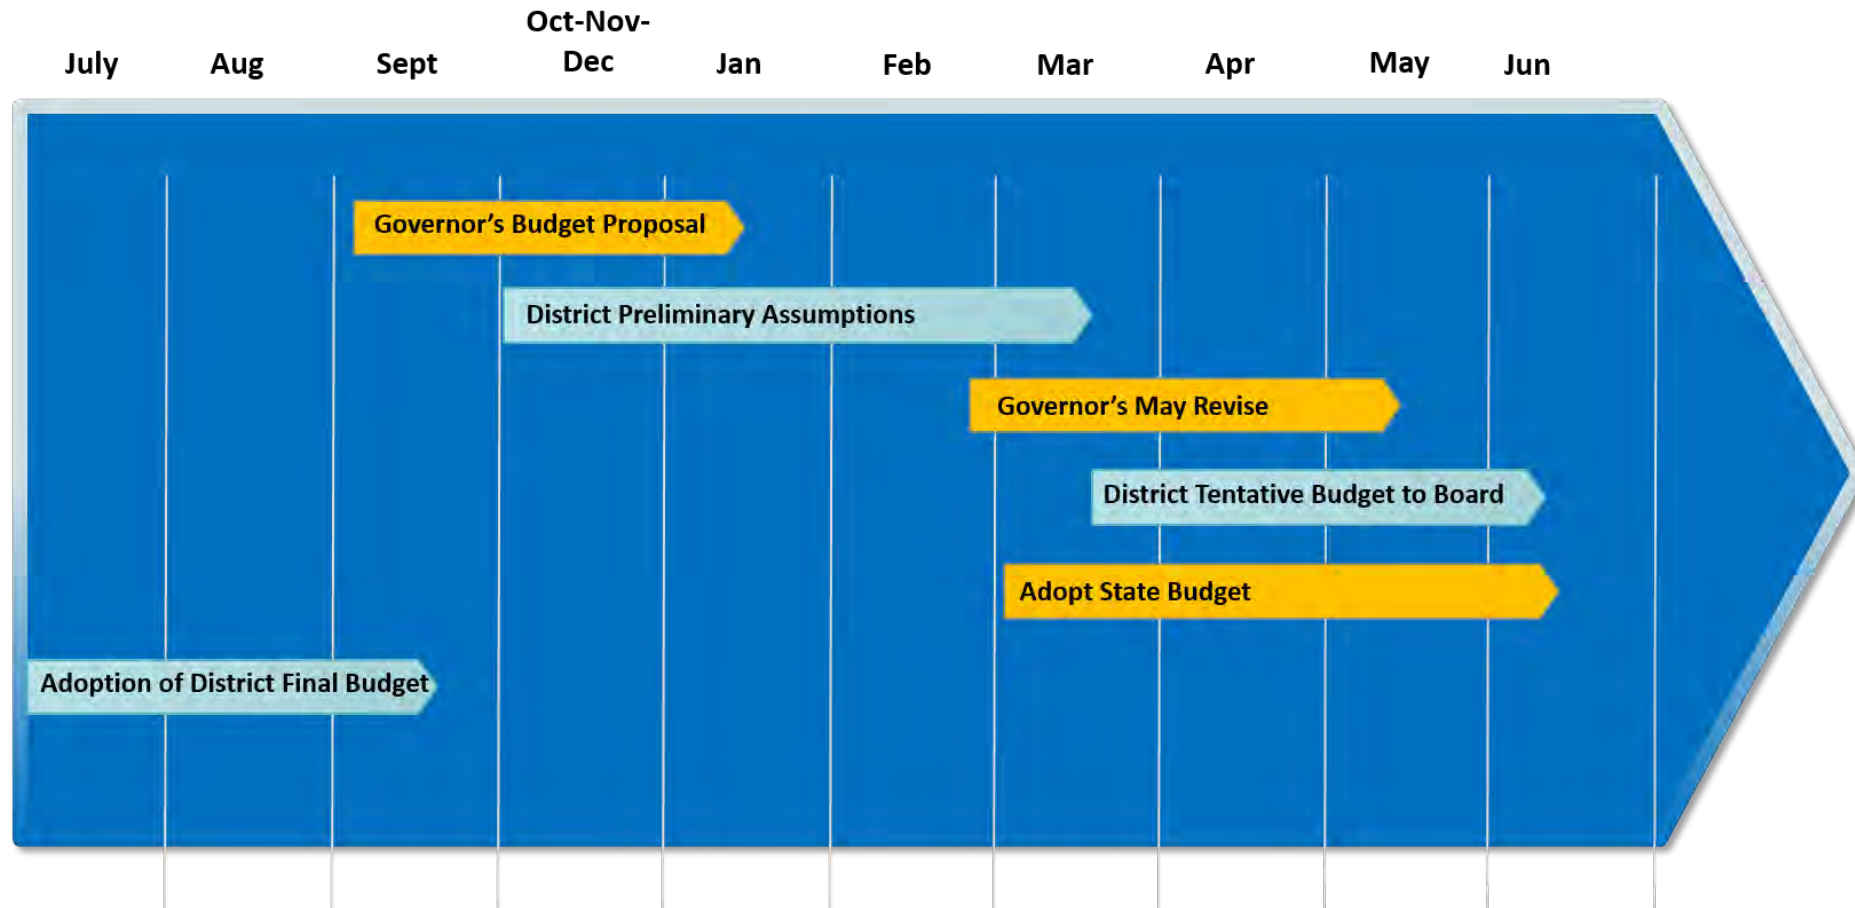 Oct-Nov-
July Aug Sept Dec Jan Feb Mar Apr May Jun
Governor’s Budget Proposal
District Preliminary Assumptions
Governor’s May Revise
District Tentative Budget to Board
Adopt State Budget
Adoption of District Final Budget